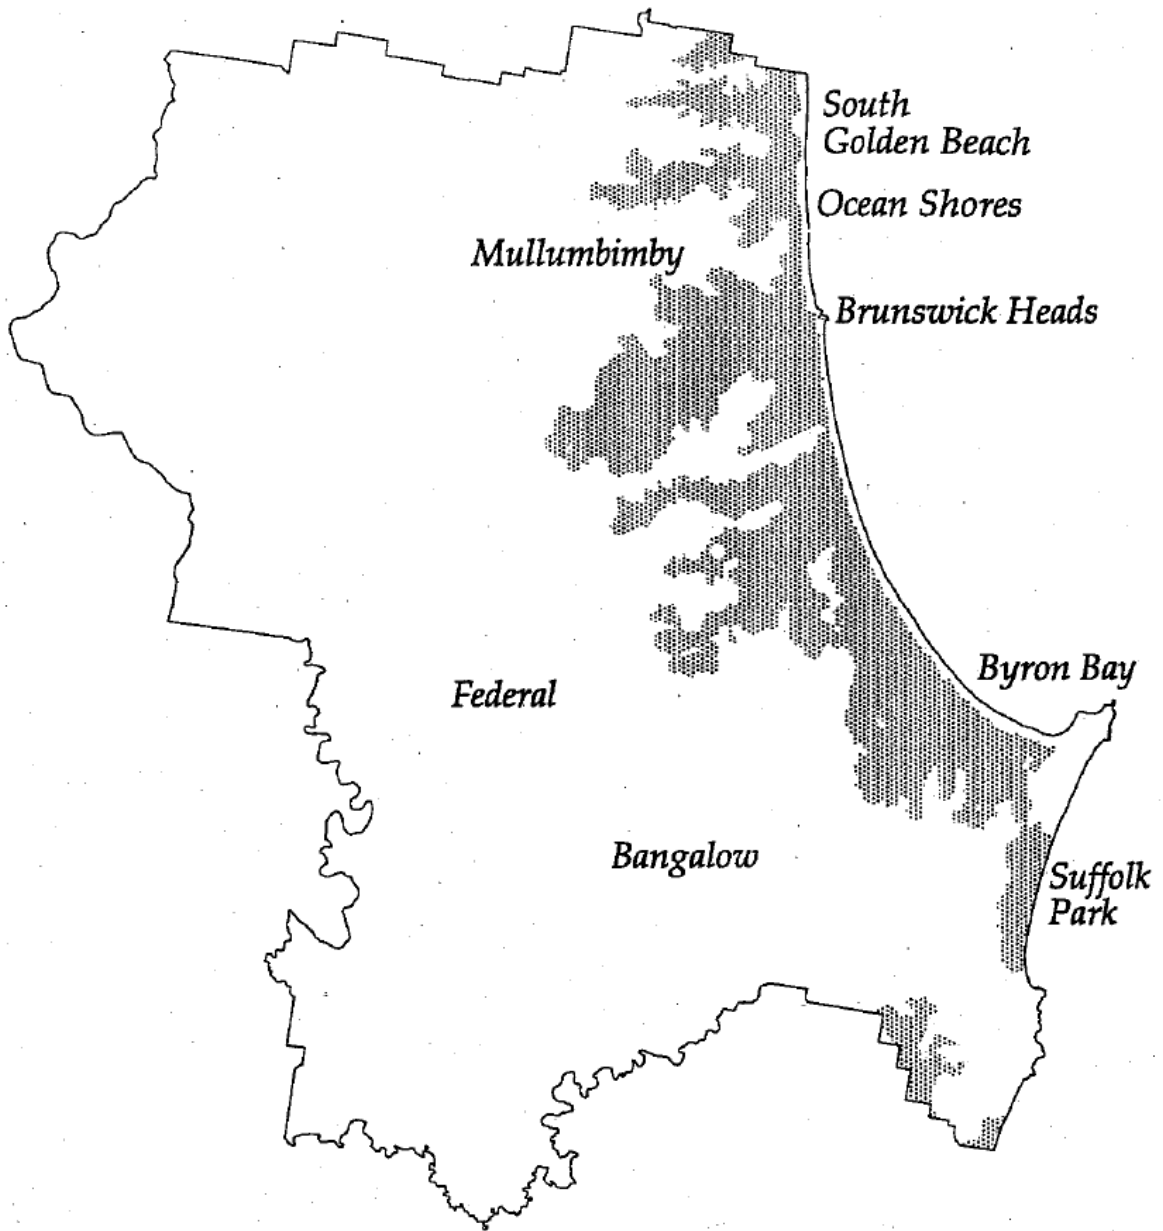 South
Golden Beach
Ocean Shores
Mullumbimby
Brunswick Heads
Byron Bay
Federal
Bangalow
Suffolk
Park